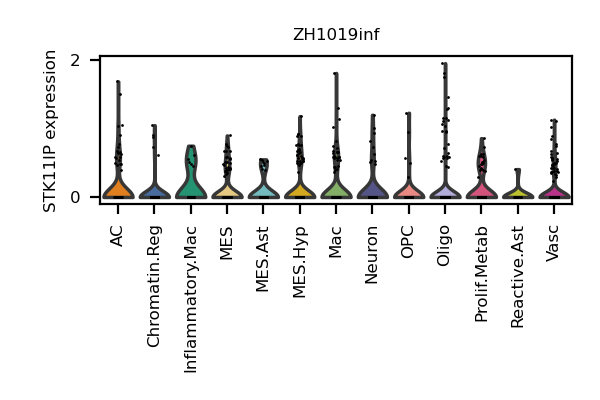 ZH1019inf
STK11IP expression
2
0
AC
Chromatin.Reg
Inflammatory.Mac
MES
MES.Ast
MES.Hyp
Mac
Neuron
OPC
Oligo
Prolif.Metab
Reactive.Ast
Vasc